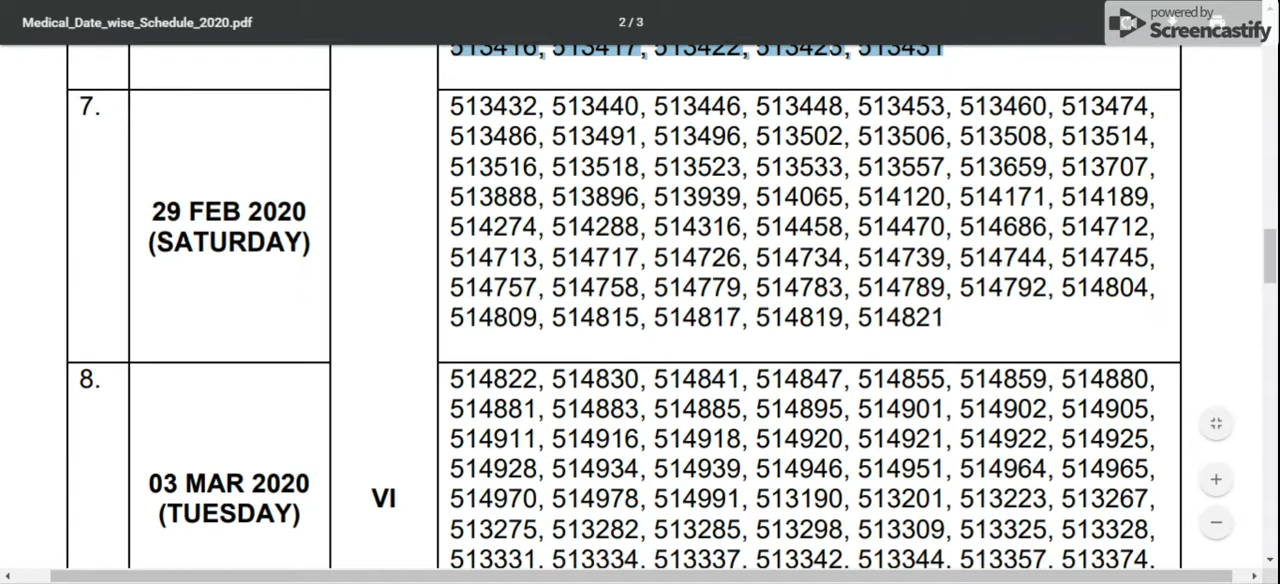 Medical_Date_wise_Schedule_2020.pdf
2 / 3
powered by
Screencastify
513416, 513417, 513422, 513423, 513431
7.
29 FEB 2020
(SATURDAY)
513432, 513440, 513446, 513448, 513453, 513460, 513474,
513486, 513491, 513496, 513502, 513506, 513508, 513514,
513516, 513518, 513523, 513533, 513557, 513659, 513707,
513888, 513896, 513939, 514065, 514120, 514171, 514189,
514274, 514288, 514316, 514458, 514470, 514686, 514712,
514713, 514717, 514726, 514734, 514739, 514744, 514745,
514757, 514758, 514779, 514783, 514789, 514792, 514804,
514809, 514815, 514817, 514819, 514821
8.
03 MAR 2020
(TUESDAY)
VI
514822, 514830, 514841, 514847, 514855, 514859, 514880,
514881, 514883, 514885, 514895, 514901, 514902, 514905,
514911, 514916, 514918, 514920, 514921, 514922, 514925,
514928, 514934, 514939, 514946, 514951, 514964, 514965,
514970, 514978, 514991, 513190, 513201, 513223, 513267,
513275, 513282, 513285, 513298, 513309, 513325, 513328,
513331, 513334, 513337, 513342, 513344, 513357, 513374,